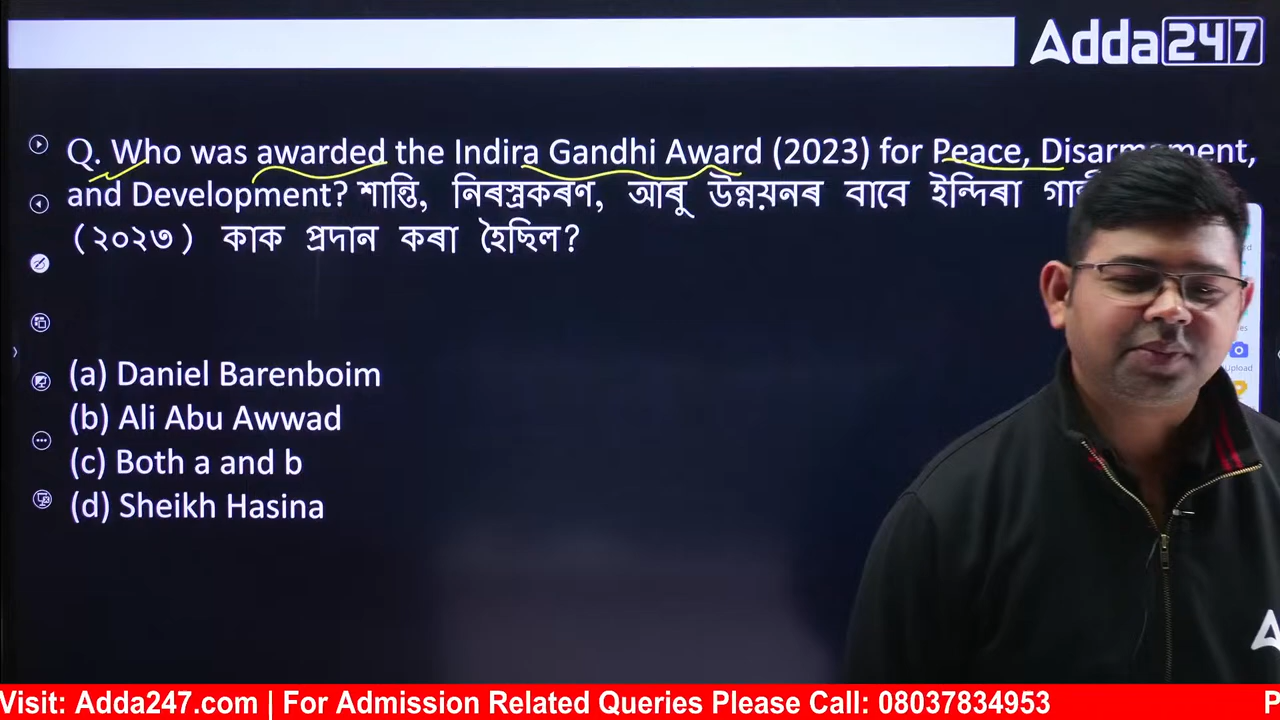 Adda247
Q. Who was awarded the Indira Gandhi Award (2023) for Peace, Disarmament,
and Development? শান্তি, নিৰস্ত্ৰকৰণ, আৰু উন্নয়নৰ বাবে ইন্দিৰা
(২০২৩) কাক প্ৰদান কৰা হৈছিল?
(a) Daniel Barenboim
(b) Ali Abu Awwad
(c) Both a and b
(d) Sheikh Hasina
Upload
Visit: Adda247.com | For Admission Related Queries Please Call: 08037834953 P